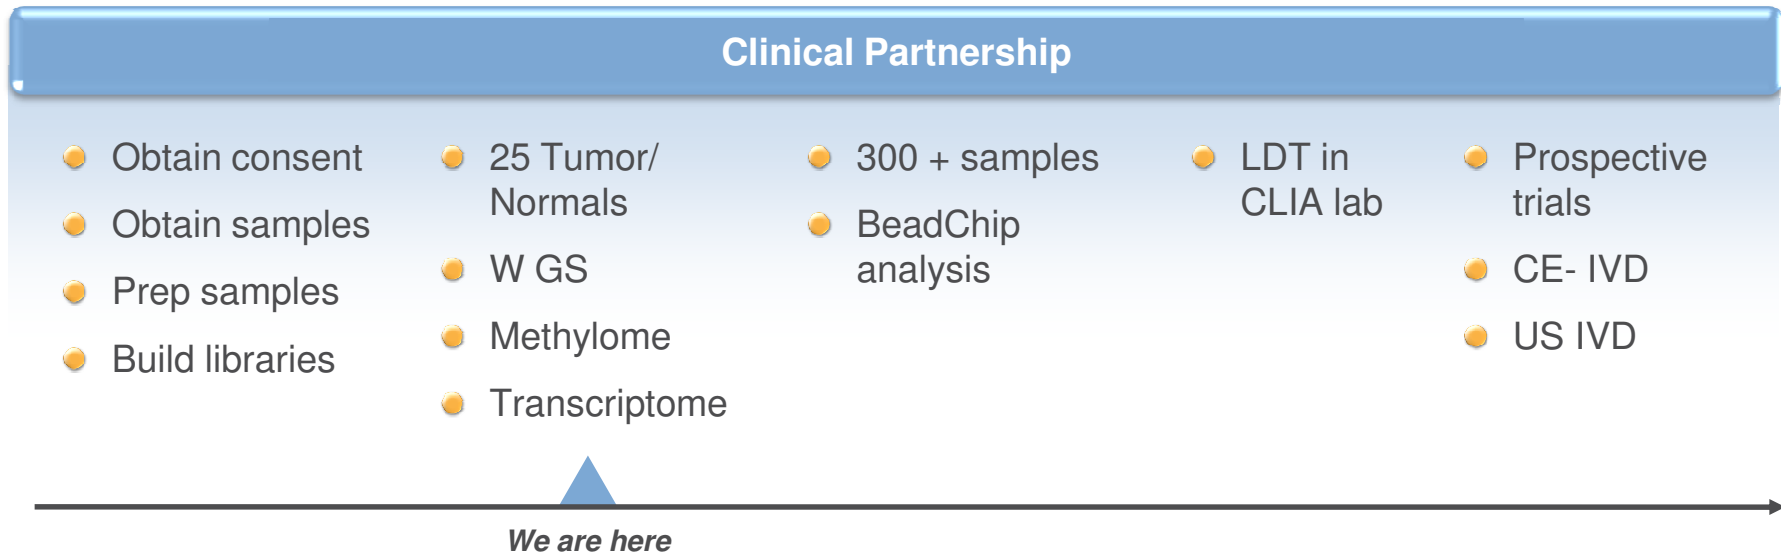 Clinical Partnership
Obtain consent
Obtain samples
Prep samples
Build libraries
25 Tumor/
Normals
W GS
Methylome
Transcriptome
300 + samples
BeadChip
analysis
LDT in
CLIA lab
Prospective
trials
CE- IVD
US IVD
We are here